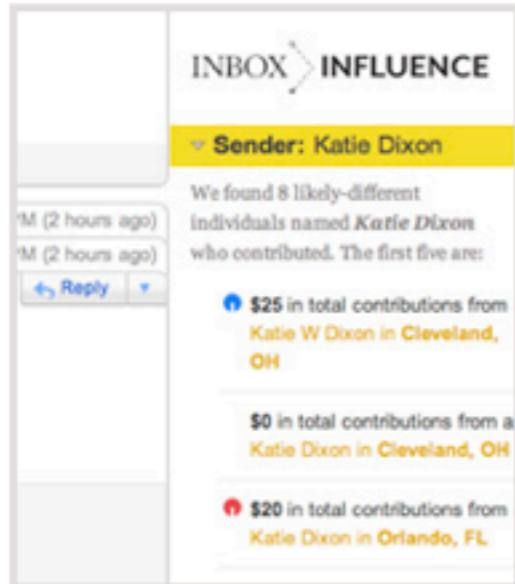 INBOX INFLUENCE
Sender: Katie Dixon
We found 8 likely-different
individuals named Katie Dixon
who contributed. The first five are:
PM (2 hours ago)
PM (2 hours ago)
Reply
$25 in total contributions from
Katie W Dixon in Cleveland,
OH
$0 in total contributions from a
Katie Dixon in Cleveland, OH
$20 in total contributions from
Katie Dixon in Orlando, FL